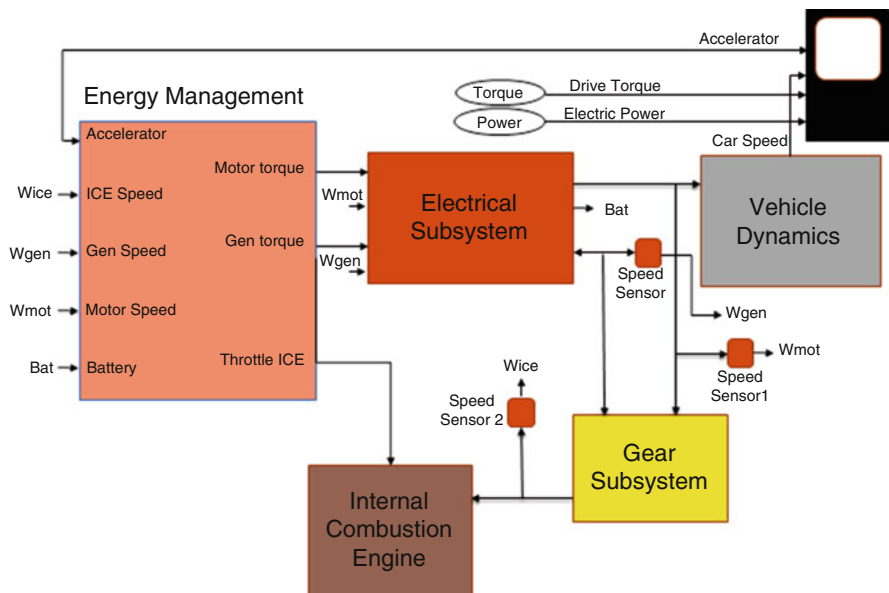 Accelerator
Energy Management
Torque
Drive Torque
Power
Electric Power
Accelerator
Car Speed
Motor torque
Wice
ICE Speed
Wmot
Electrical
Subsystem
Bat
Vehicle
Dynamics
Gen torque
Wgen
Gen Speed
Wgen
Speed
Sensor
Wgen
Wmot
Motor Speed
Bat
Battery
Throttle ICE
Wice
Wmot
Speed
Sensor1
Speed
Sensor 2
Gear
Subsystem
Internal
Combustion
Engine